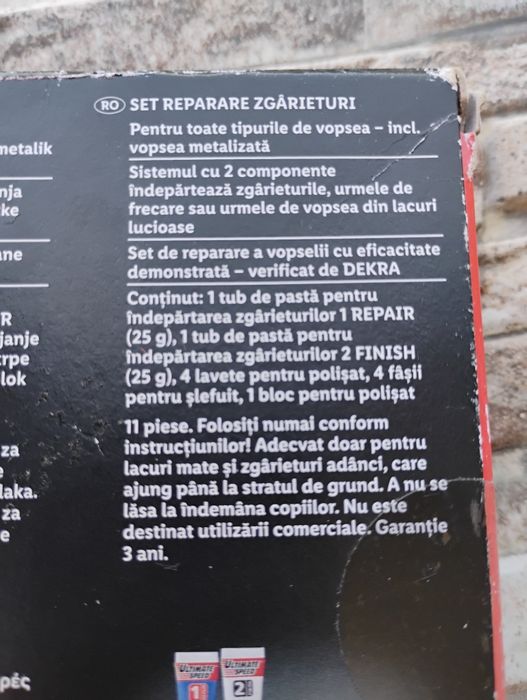 RO SET REPARARE ZGÂRIETURI
Pentru toate tipurile de vopsea – incl.
vopsea metalizată
Sistemul cu 2 componente
îndepărtează zgârieturile, urmele de
frecare sau urmele de vopsea din lacuri
lucioase
Set de reparare a vopselii cu eficacitate
demonstrată – verificat de DEKRA
Conținut: 1 tub de pastă pentru
îndepărtarea zgârieturilor 1 REPAIR
(25 g), 1 tub de pastă pentru
îndepărtarea zgârieturilor 2 FINISH
(25 g), 4 lavete pentru polișat, 4 fâșii
pentru șlefuit, 1 bloc pentru polișat
11 piese. Folosiți numai conform
instrucțiunilor! Adecvat doar pentru
lacuri mate și zgârieturi adânci, care
ajung până la stratul de grund. A nu se
lăsa la îndemâna copiilor. Nu este
destinat utilizării comerciale. Garanție
3 ani.
netalik
nja
ke
ne
R
janje
rpe
lok
za
e
laka.
za
e
ρές
ULTIMATE SPEED 1
ULTIMATE SPEED 2